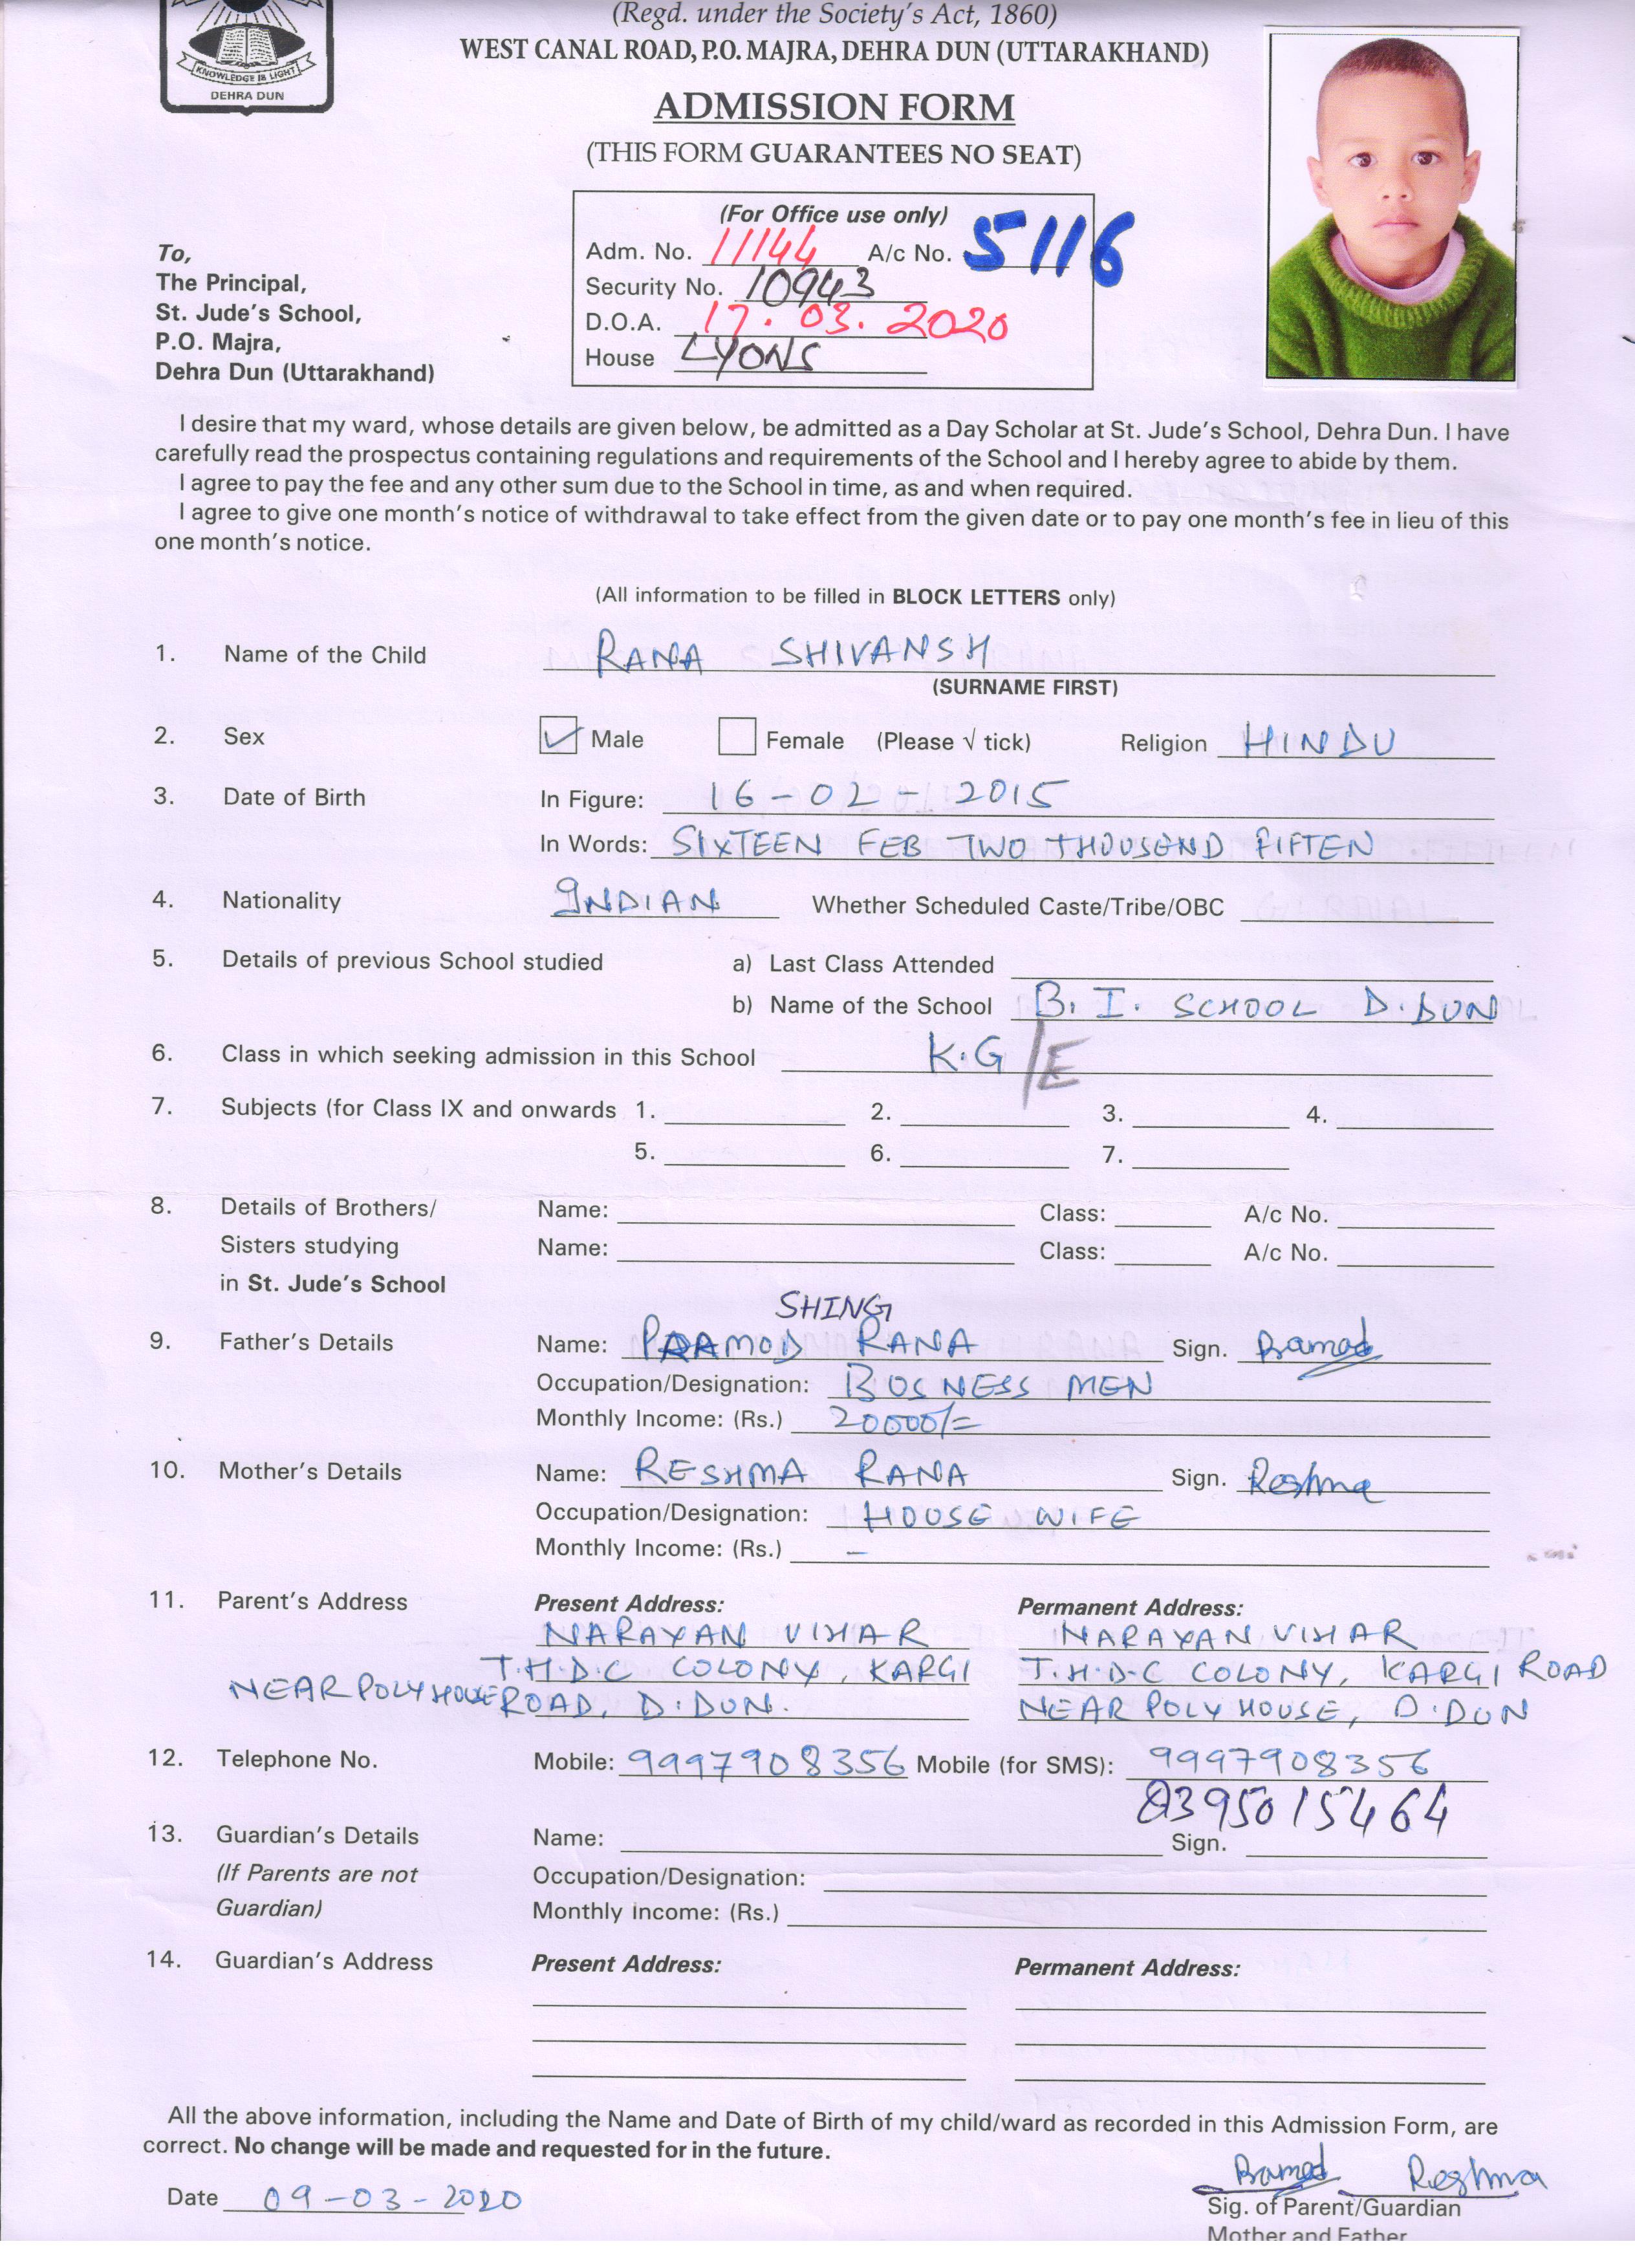 KNOWLEDGE IS LIGHT
DEHRA DUN
(Regd. under the Society's Act, 1860)
WEST CANAL ROAD, P.O. MAJRA, DEHRA DUN (UTTARAKHAND)
ADMISSION FORM
(THIS FORM GUARANTEES NO SEAT)
(For Office use only)
Adm. No. 11144 A/c No. 5116
Security No. 10943
D.O.A. 17.03.2020
House LYONS
To,
The Principal,
St. Jude's School,
P.O. Majra,
Dehra Dun (Uttarakhand)
I desire that my ward, whose details are given below, be admitted as a Day Scholar at St. Jude's School, Dehra Dun. I have
carefully read the prospectus containing regulations and requirements of the School and I hereby agree to abide by them.
I agree to pay the fee and any other sum due to the School in time, as and when required.
I agree to give one month's notice of withdrawal to take effect from the given date or to pay one month's fee in lieu of this
one month's notice.
(All information to be filled in BLOCK LETTERS only)
1. Name of the Child RANA SHIVANSH
(SURNAME FIRST)
2. Sex Male Female (Please √ tick) Religion HINDU
3. Date of Birth In Figure: 16-02-2015
In Words: SIXTEEN FEB TWO THOUSEND FIFTEN
4. Nationality INDIAN Whether Scheduled Caste/Tribe/OBC
5. Details of previous School studied a) Last Class Attended
b) Name of the School B.I. SCHOOL D.DUN
6. Class in which seeking admission in this School K.G/E
7. Subjects (for Class IX and onwards 1. 2. 3. 4.
5. 6. 7.
8. Details of Brothers/ Name: Class: A/c No.
Sisters studying Name: Class: A/c No.
in St. Jude's School
SHING
9. Father's Details Name: PRAMOD RANA Sign. Pramod
Occupation/Designation: BUSNESS MEN
Monthly Income: (Rs.) 20000/=
10. Mother's Details Name: RESHMA RANA Sign. Reshma
Occupation/Designation: HOUSE WIFE
Monthly Income: (Rs.) –
11. Parent's Address Present Address: Permanent Address:
NARAYAN VIHAR NARAYAN VIHAR
T.H.D.C COLONY, KARGI T.H.D.C COLONY, KARGI ROAD
NEAR POLYHOUSE ROAD, D.DUN. NEAR POLY HOUSE, D.DUN
12. Telephone No. Mobile: 9997908356 Mobile (for SMS): 9997908356
8395015464
13. Guardian's Details Name: Sign.
(If Parents are not Occupation/Designation:
Guardian) Monthly Income: (Rs.)
14. Guardian's Address Present Address: Permanent Address:
All the above information, including the Name and Date of Birth of my child/ward as recorded in this Admission Form, are
correct. No change will be made and requested for in the future.
Pramod Reshma
Date 09-03-2020
Sig. of Parent/Guardian
Mother and Father